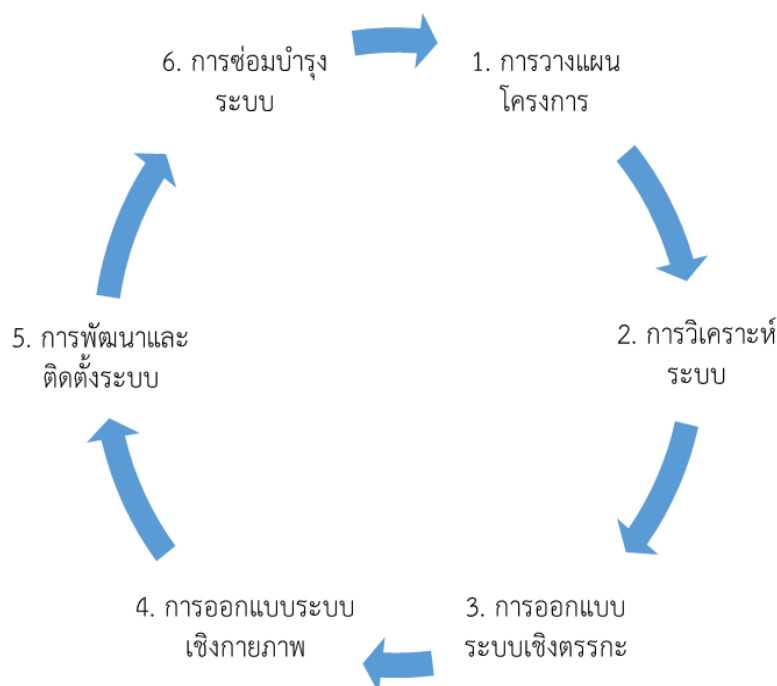 1. การวางแผน
โครงการ
2. การวิเคราะห์
ระบบ
3. การออกแบบ
ระบบเชิงตรรกะ
4. การออกแบบระบบ
เชิงกายภาพ
5. การพัฒนาและ
ติดตั้งระบบ
6. การซ่อมบำรุง
ระบบ